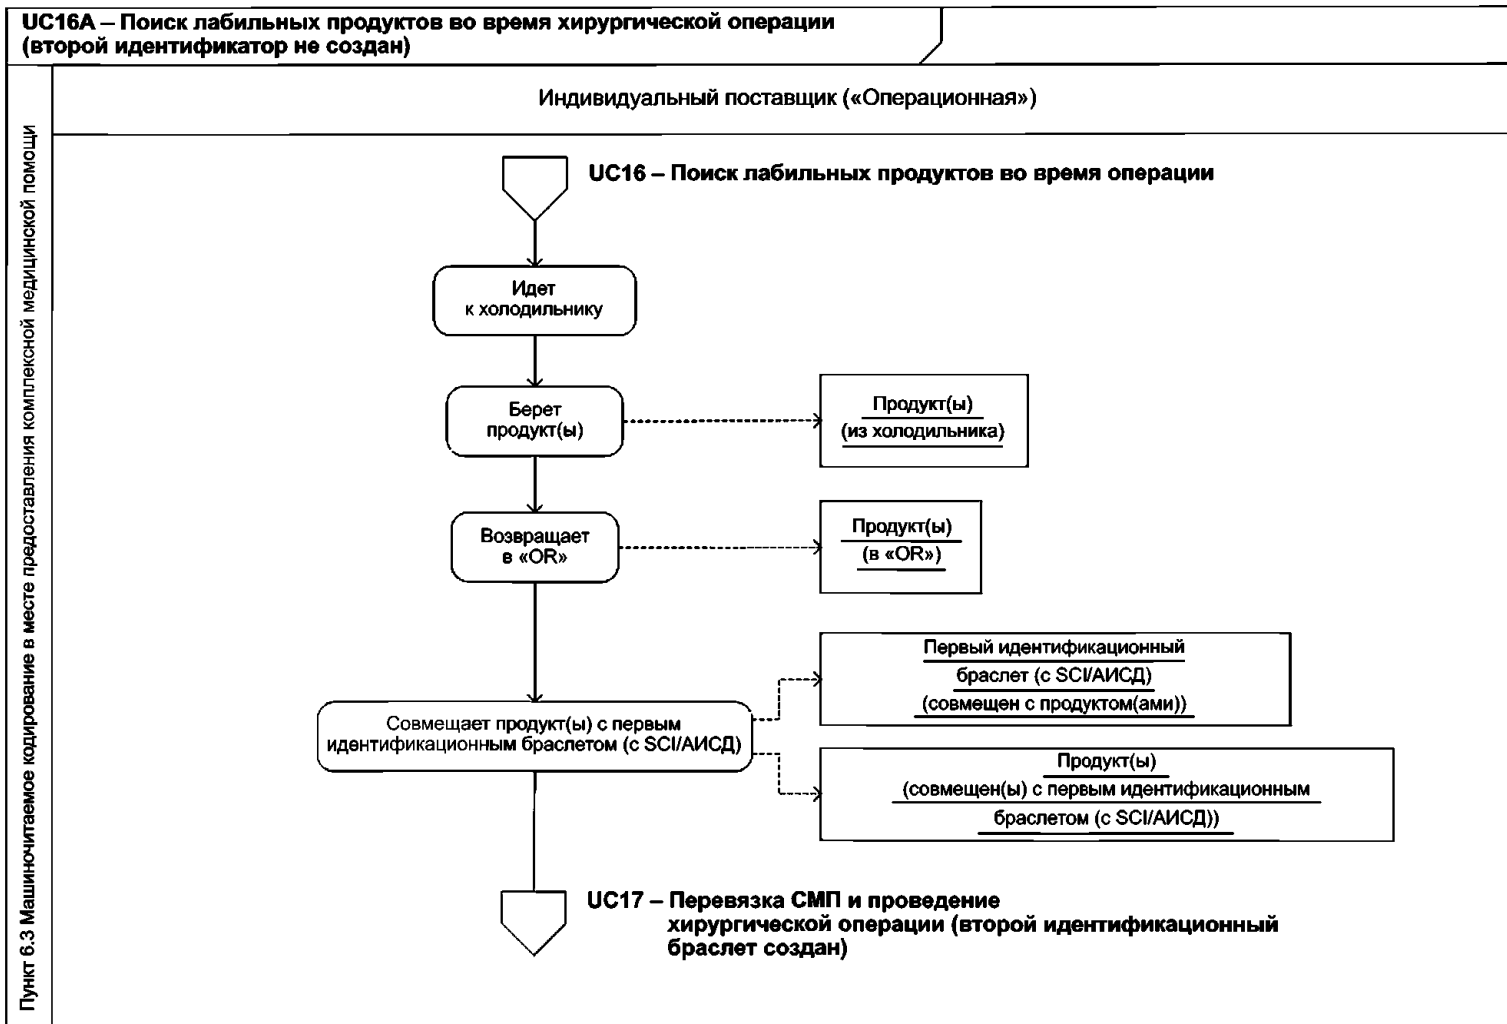 UC16A – Поиск лабильных продуктов во время хирургической операции
(второй идентификатор не создан)
Пункт 6.3 Машиночитаемое кодирование в месте предоставления комплексной медицинской помощи
Индивидуальный поставщик («Операционная»)
UC16 – Поиск лабильных продуктов во время операции
Идет
к холодильнику
Берет
продукт(ы)
Продукт(ы)
(из холодильника)
Возвращает
в «OR»
Продукт(ы)
(в «OR»)
Совмещает продукт(ы) с первым
идентификационным браслетом (с SCI/АИСД)
Первый идентификационный
браслет (с SCI/АИСД)
(совмещен с продуктом(ами))
Продукт(ы)
(совмещен(ы) с первым идентификационным
браслетом (с SCI/АИСД))
UC17 – Перевязка СМП и проведение
хирургической операции (второй идентификационный
браслет создан)